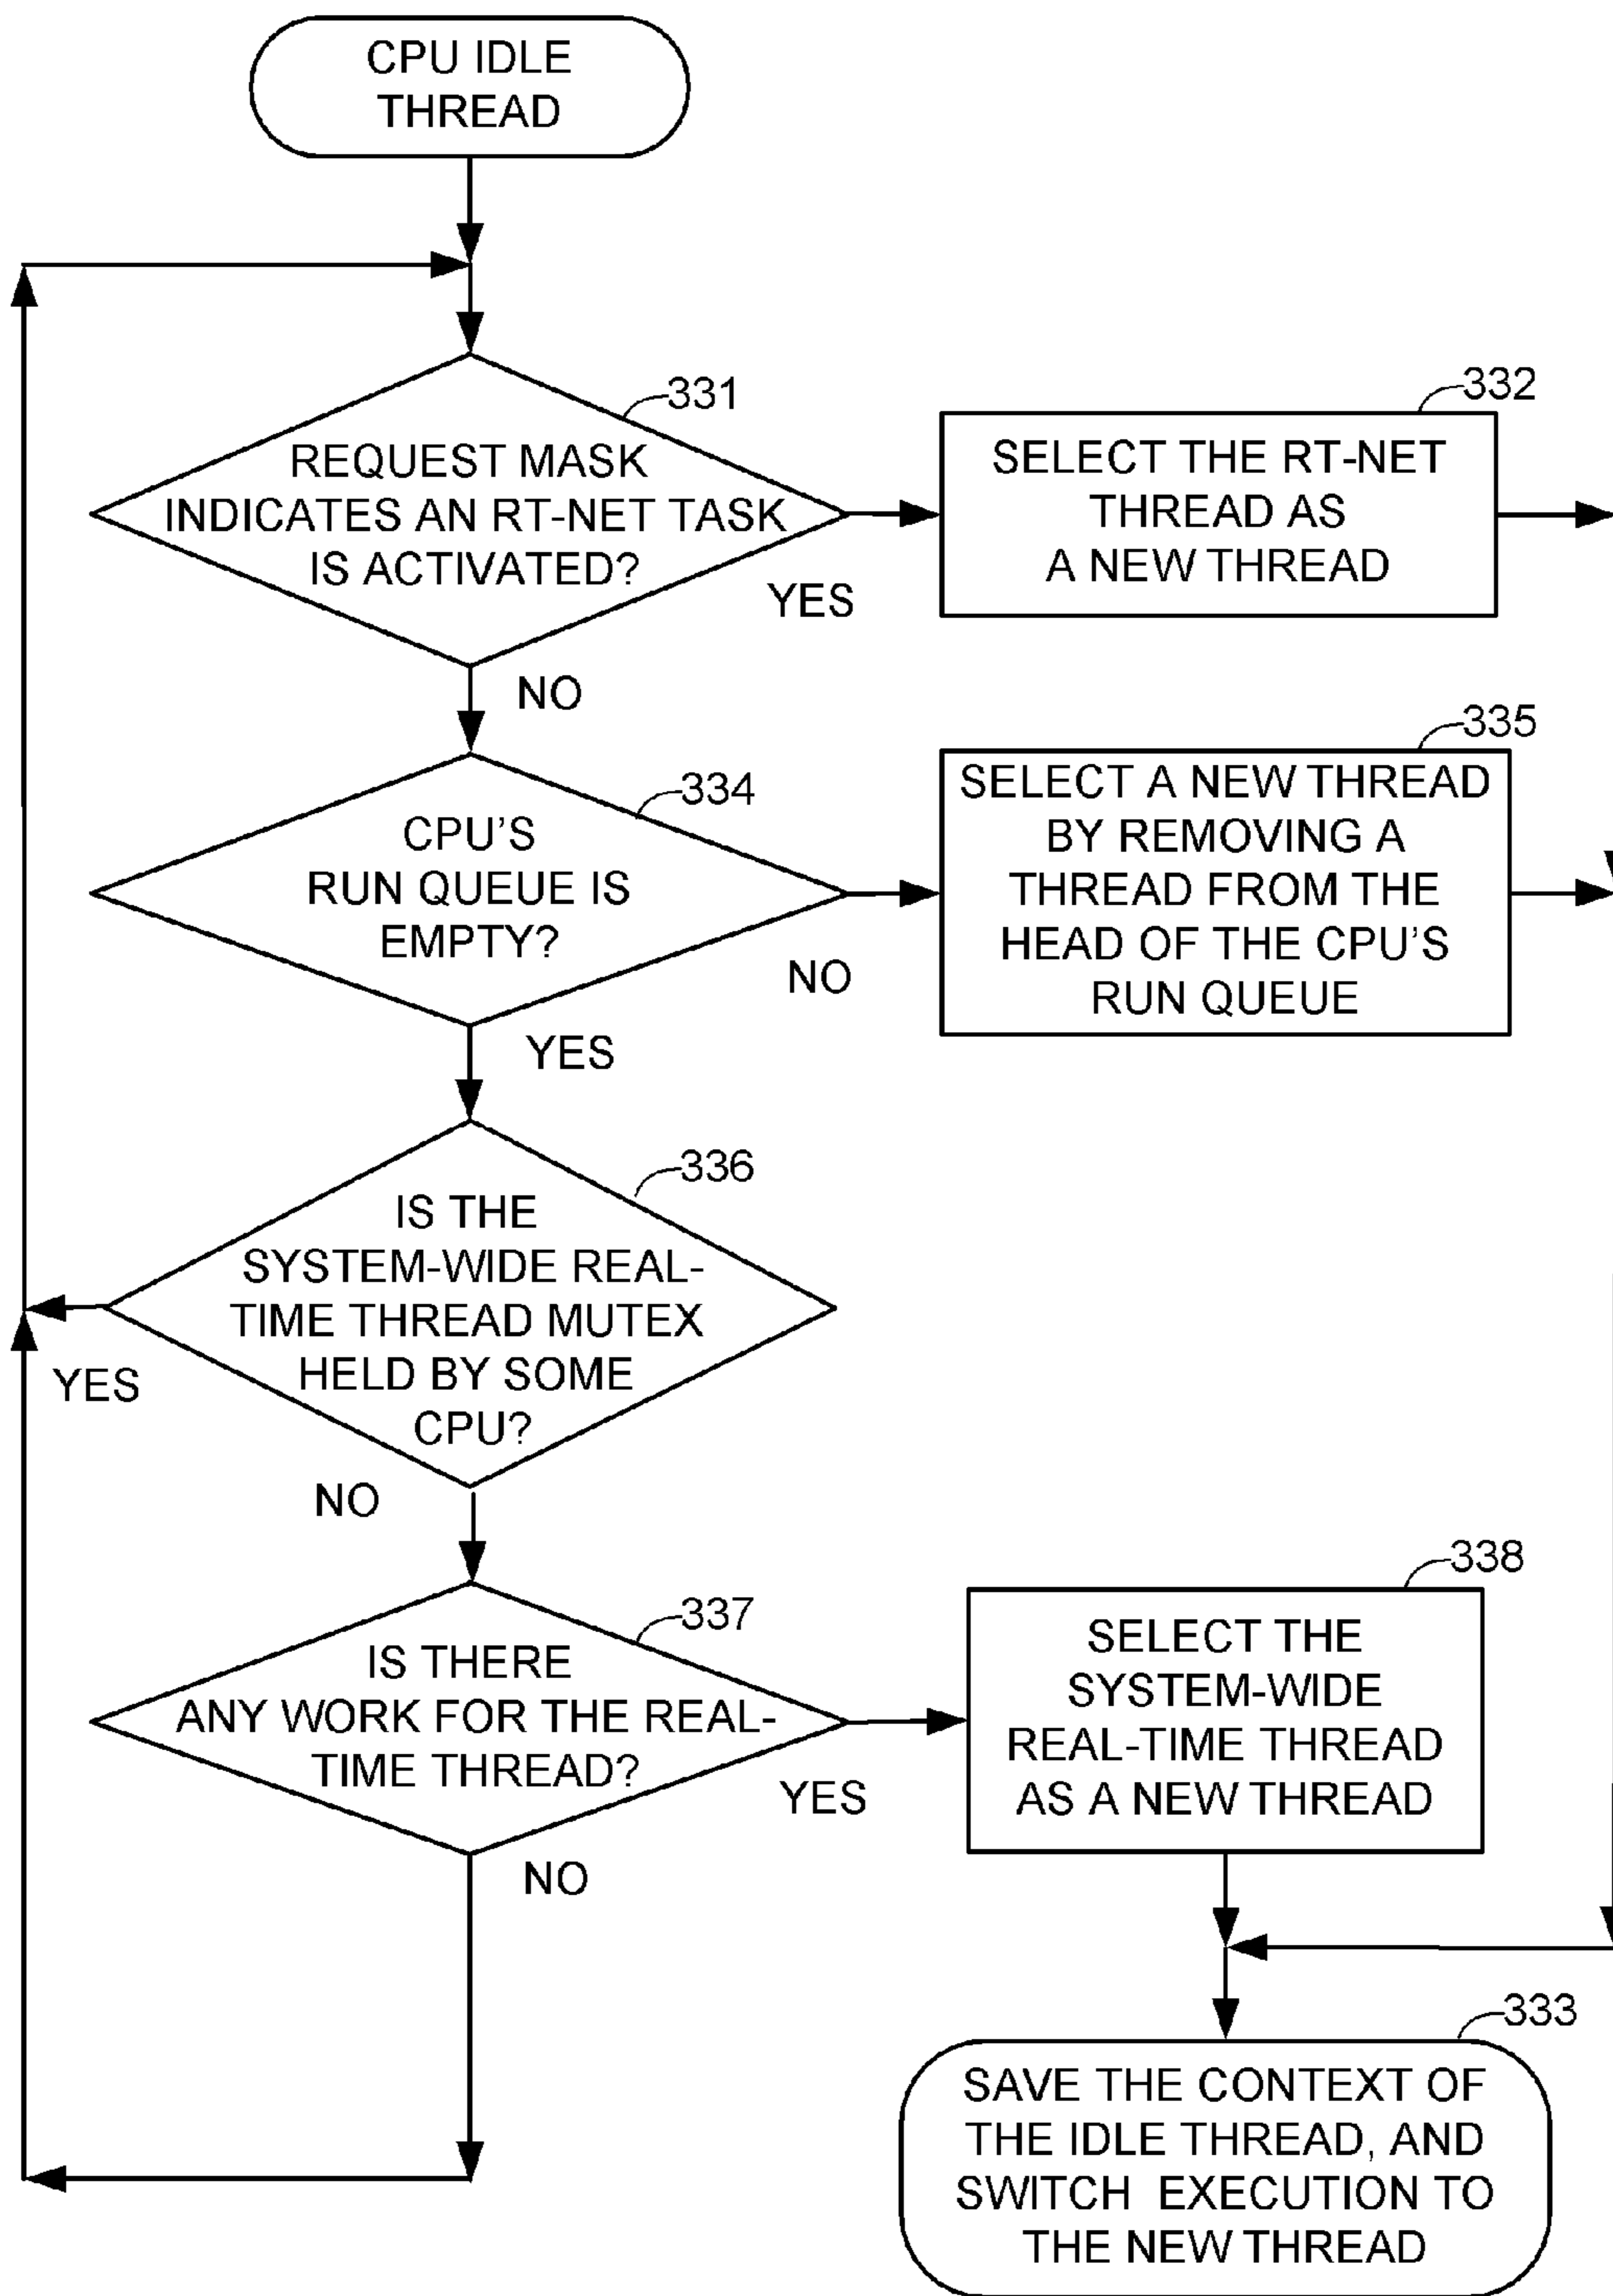 CPU IDLE
THREAD
331
REQUEST MASK
INDICATES AN RT-NET TASK
IS ACTIVATED?
YES
NO
332
SELECT THE RT-NET
THREAD AS
A NEW THREAD
334
CPU'S
RUN QUEUE IS
EMPTY?
NO
YES
335
SELECT A NEW THREAD
BY REMOVING A
THREAD FROM THE
HEAD OF THE CPU'S
RUN QUEUE
336
IS THE
SYSTEM-WIDE REAL-
TIME THREAD MUTEX
HELD BY SOME
CPU?
YES
NO
337
IS THERE
ANY WORK FOR THE REAL-
TIME THREAD?
YES
NO
338
SELECT THE
SYSTEM-WIDE
REAL-TIME THREAD
AS A NEW THREAD
333
SAVE THE CONTEXT OF
THE IDLE THREAD, AND
SWITCH EXECUTION TO
THE NEW THREAD